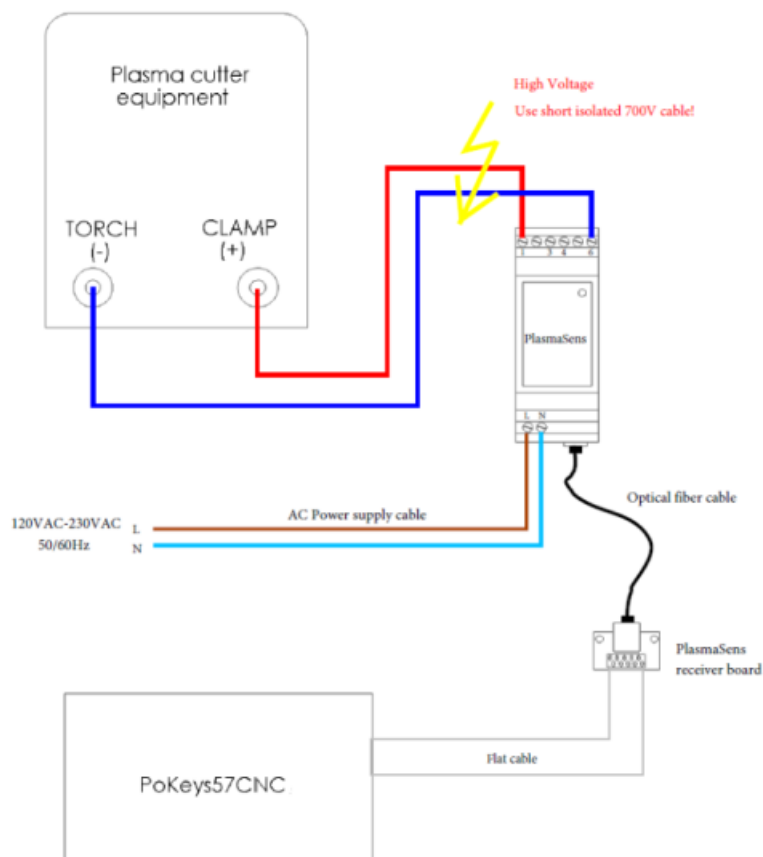 Plasma cutter
equipment
High Voltage
Use short isolated 700V cable!
TORCH
(-)
CLAMP
(+)
1 3 4 6
PlasmaSens
L N
Optical fiber cable
AC Power supply cable
120VAC-230VAC
50/60Hz
L
N
PlasmaSens
receiver board
Flat cable
PoKeys57CNC